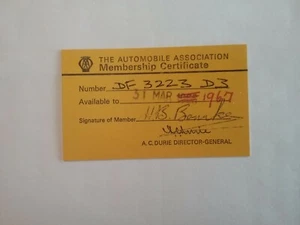 THE AUTOMOBILE ASSOCIATION
Membership Certificate
Number DF 3223 D3
Available to 31 MAR 1967
Signature of Member
A.C. DURIE DIRECTOR-GENERAL